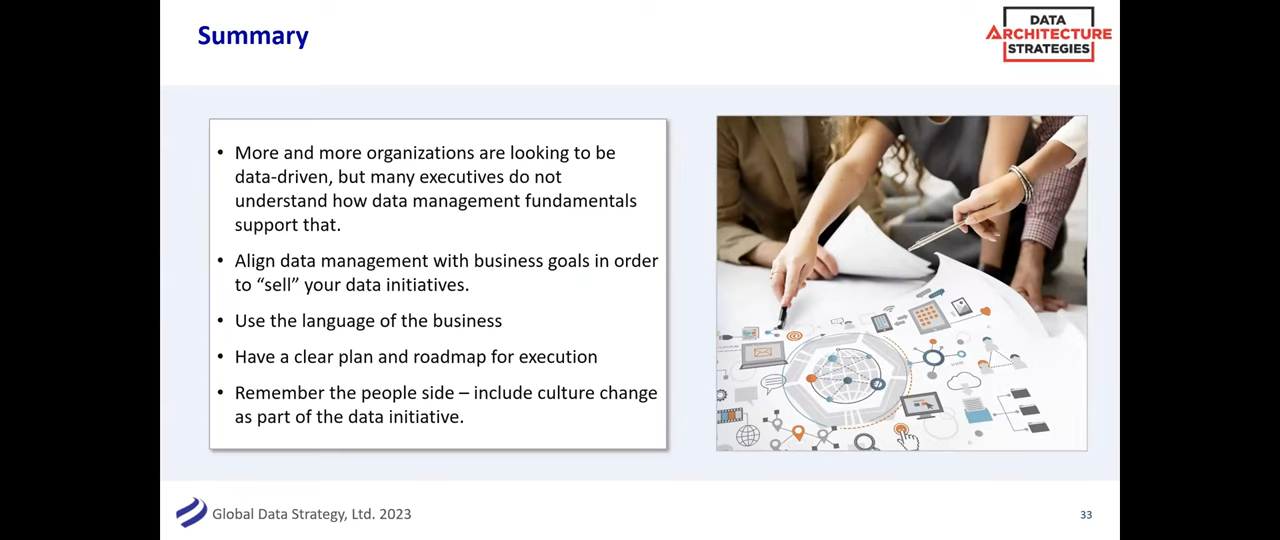 Summary
DATA
ARCHITECTURE
STRATEGIES
• More and more organizations are looking to be
data-driven, but many executives do not
understand how data management fundamentals
support that.
• Align data management with business goals in order
to “sell” your data initiatives.
• Use the language of the business
• Have a clear plan and roadmap for execution
• Remember the people side – include culture change
as part of the data initiative.
Global Data Strategy, Ltd. 2023
33